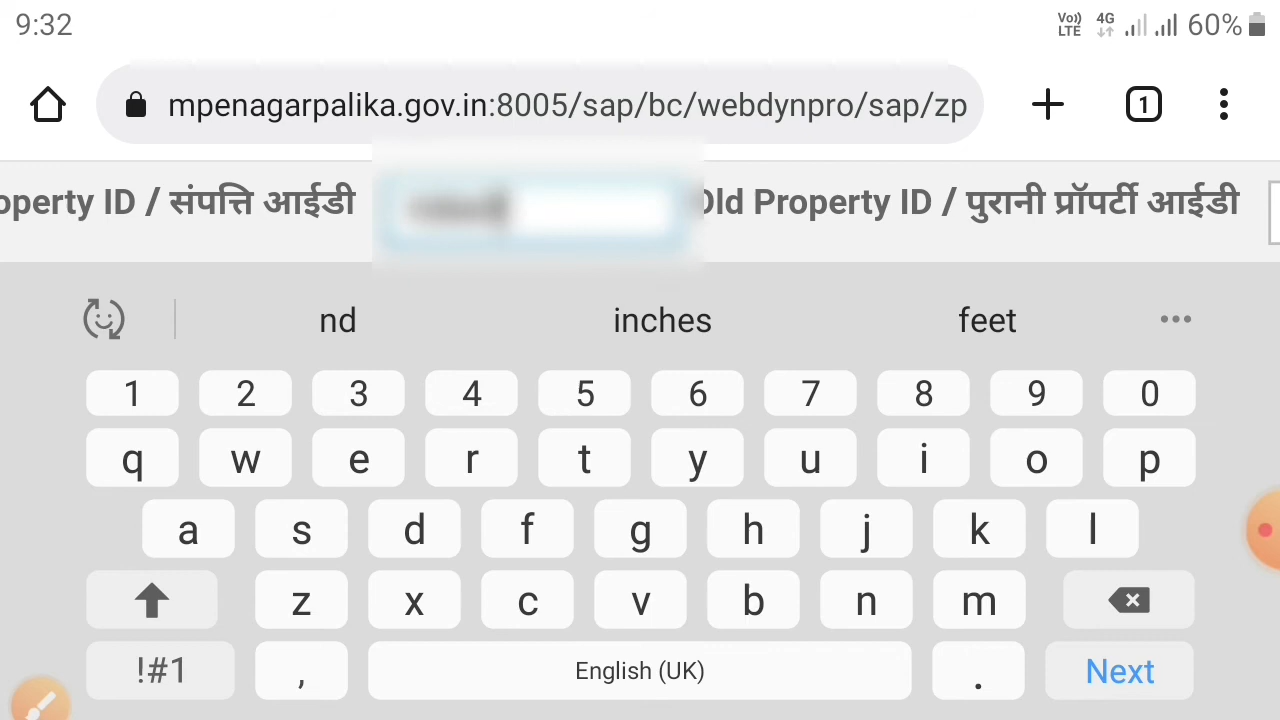 9:32 Vo)) LTE 4G 60%
mpenagarpalika.gov.in:8005/sap/bc/webdynpro/sap/zp 1
operty ID / संपत्ति आईडी Old Property ID / पुरानी प्रॉपर्टी आईडी
nd inches feet
1 2 3 4 5 6 7 8 9 0
q w e r t y u i o p
a s d f g h j k l
z x c v b n m
!#1 , English (UK) . Next